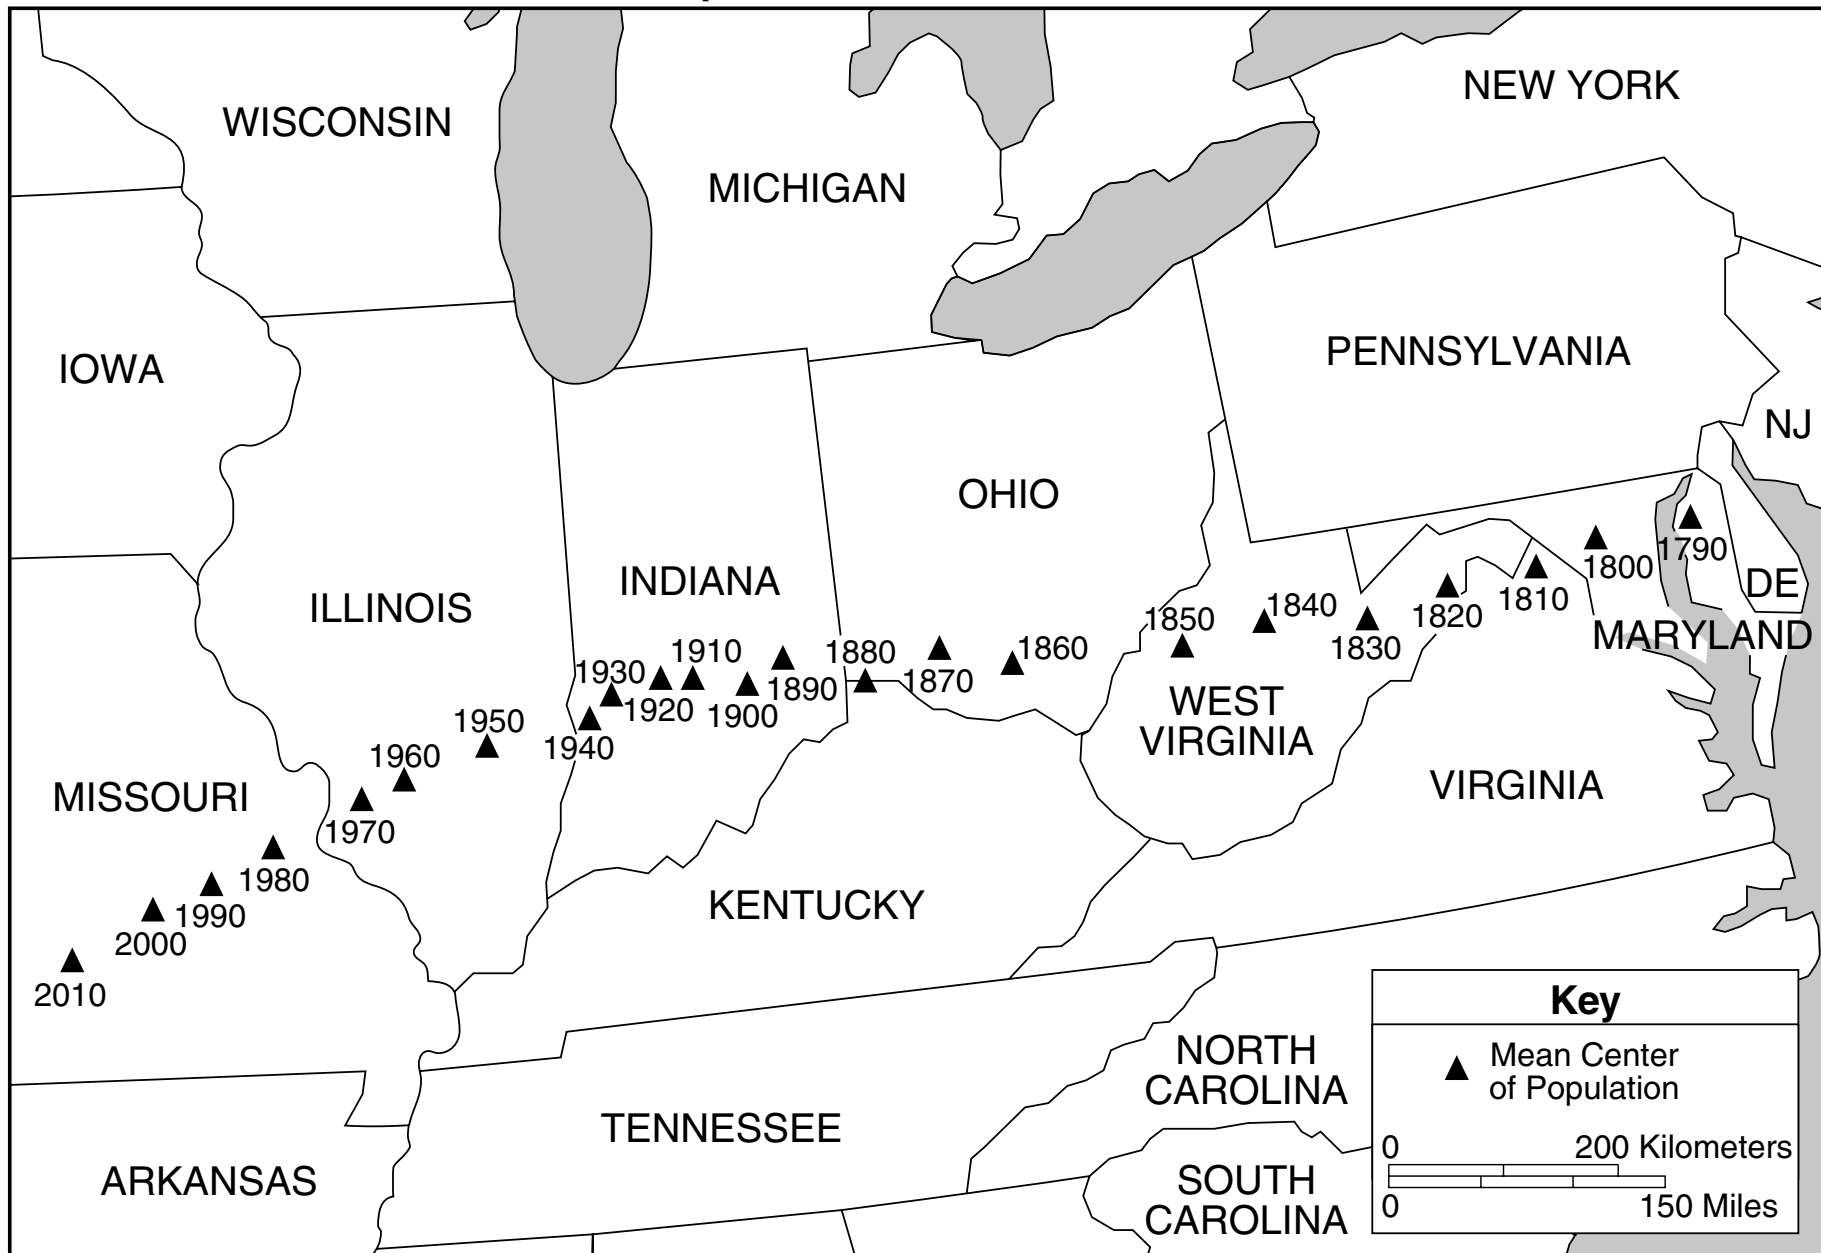 NEW YORK
WISCONSIN
MICHIGAN
PENNSYLVANIA
IOWA
NJ
OHIO
1790
1800
DE
INDIANA
ILLINOIS
1810
1820
1840
1850
1830
MARYLAND
1860
1880
1870
1910
1930
1890
1920
1900
WEST
VIRGINIA
1950
1940
1960
VIRGINIA
MISSOURI
1970
1980
KENTUCKY
1990
2000
2010
Key
Mean Center
of Population
NORTH
CAROLINA
TENNESSEE
0 200 Kilometers
0 150 Miles
ARKANSAS
SOUTH
CAROLINA